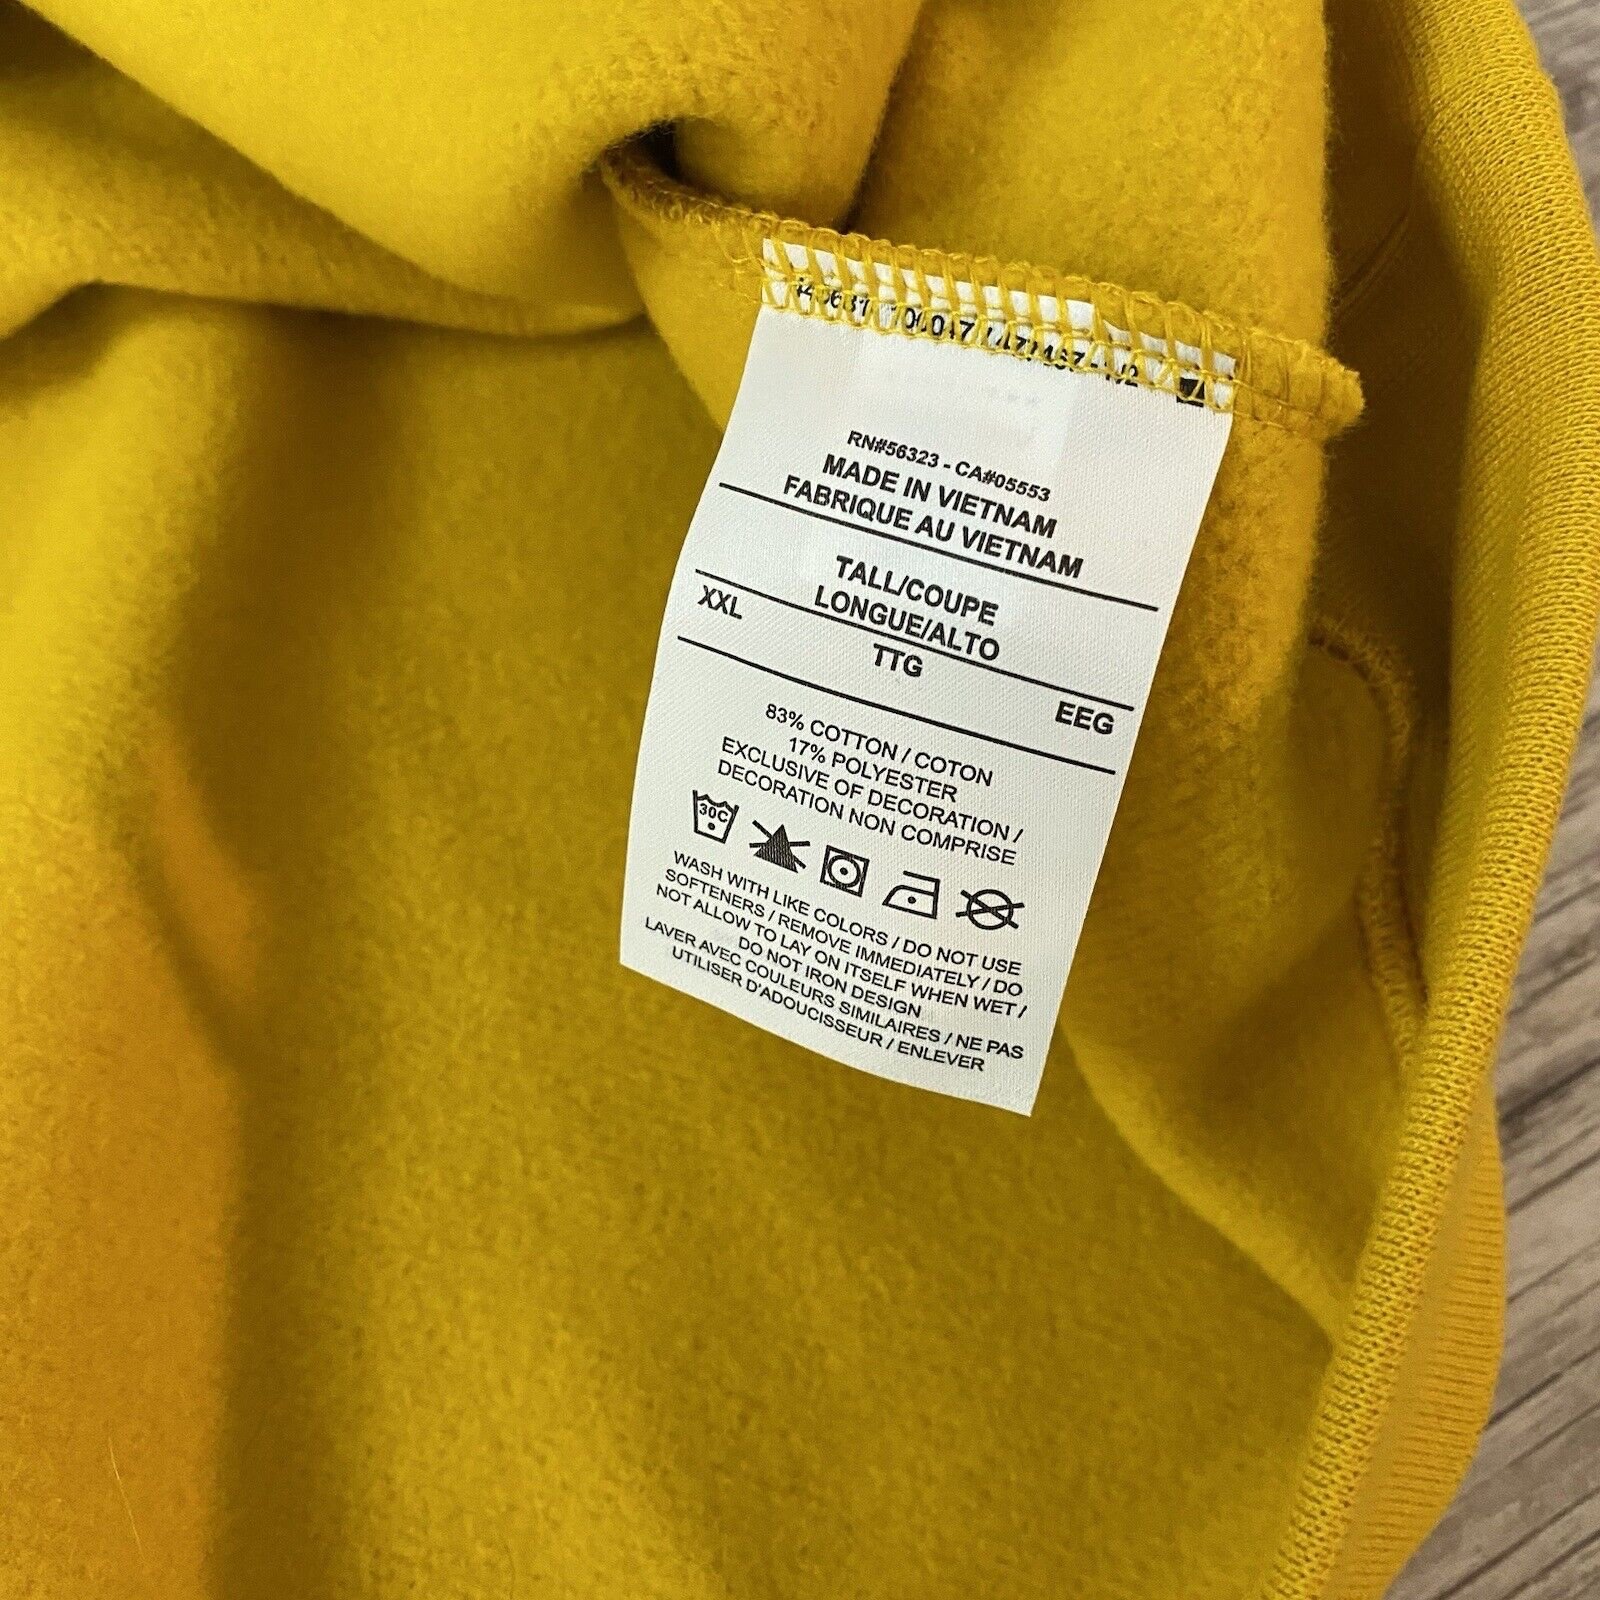 RN#56323 - CA#05553
MADE IN VIETNAM
FABRIQUE AU VIETNAM
TALL/COUPE
LONGUE/ALTO
XXL TTG EEG
83% COTTON / COTON
17% POLYESTER
EXCLUSIVE OF DECORATION /
DECORATION NON COMPRISE
30C
WASH WITH LIKE COLORS / DO NOT USE
SOFTENERS / REMOVE IMMEDIATELY / DO
NOT ALLOW TO LAY ON ITSELF WHEN WET /
DO NOT IRON DESIGN
LAVER AVEC COULEURS SIMILAIRES / NE PAS
UTILISER D'ADOUCISSEUR / ENLEVER